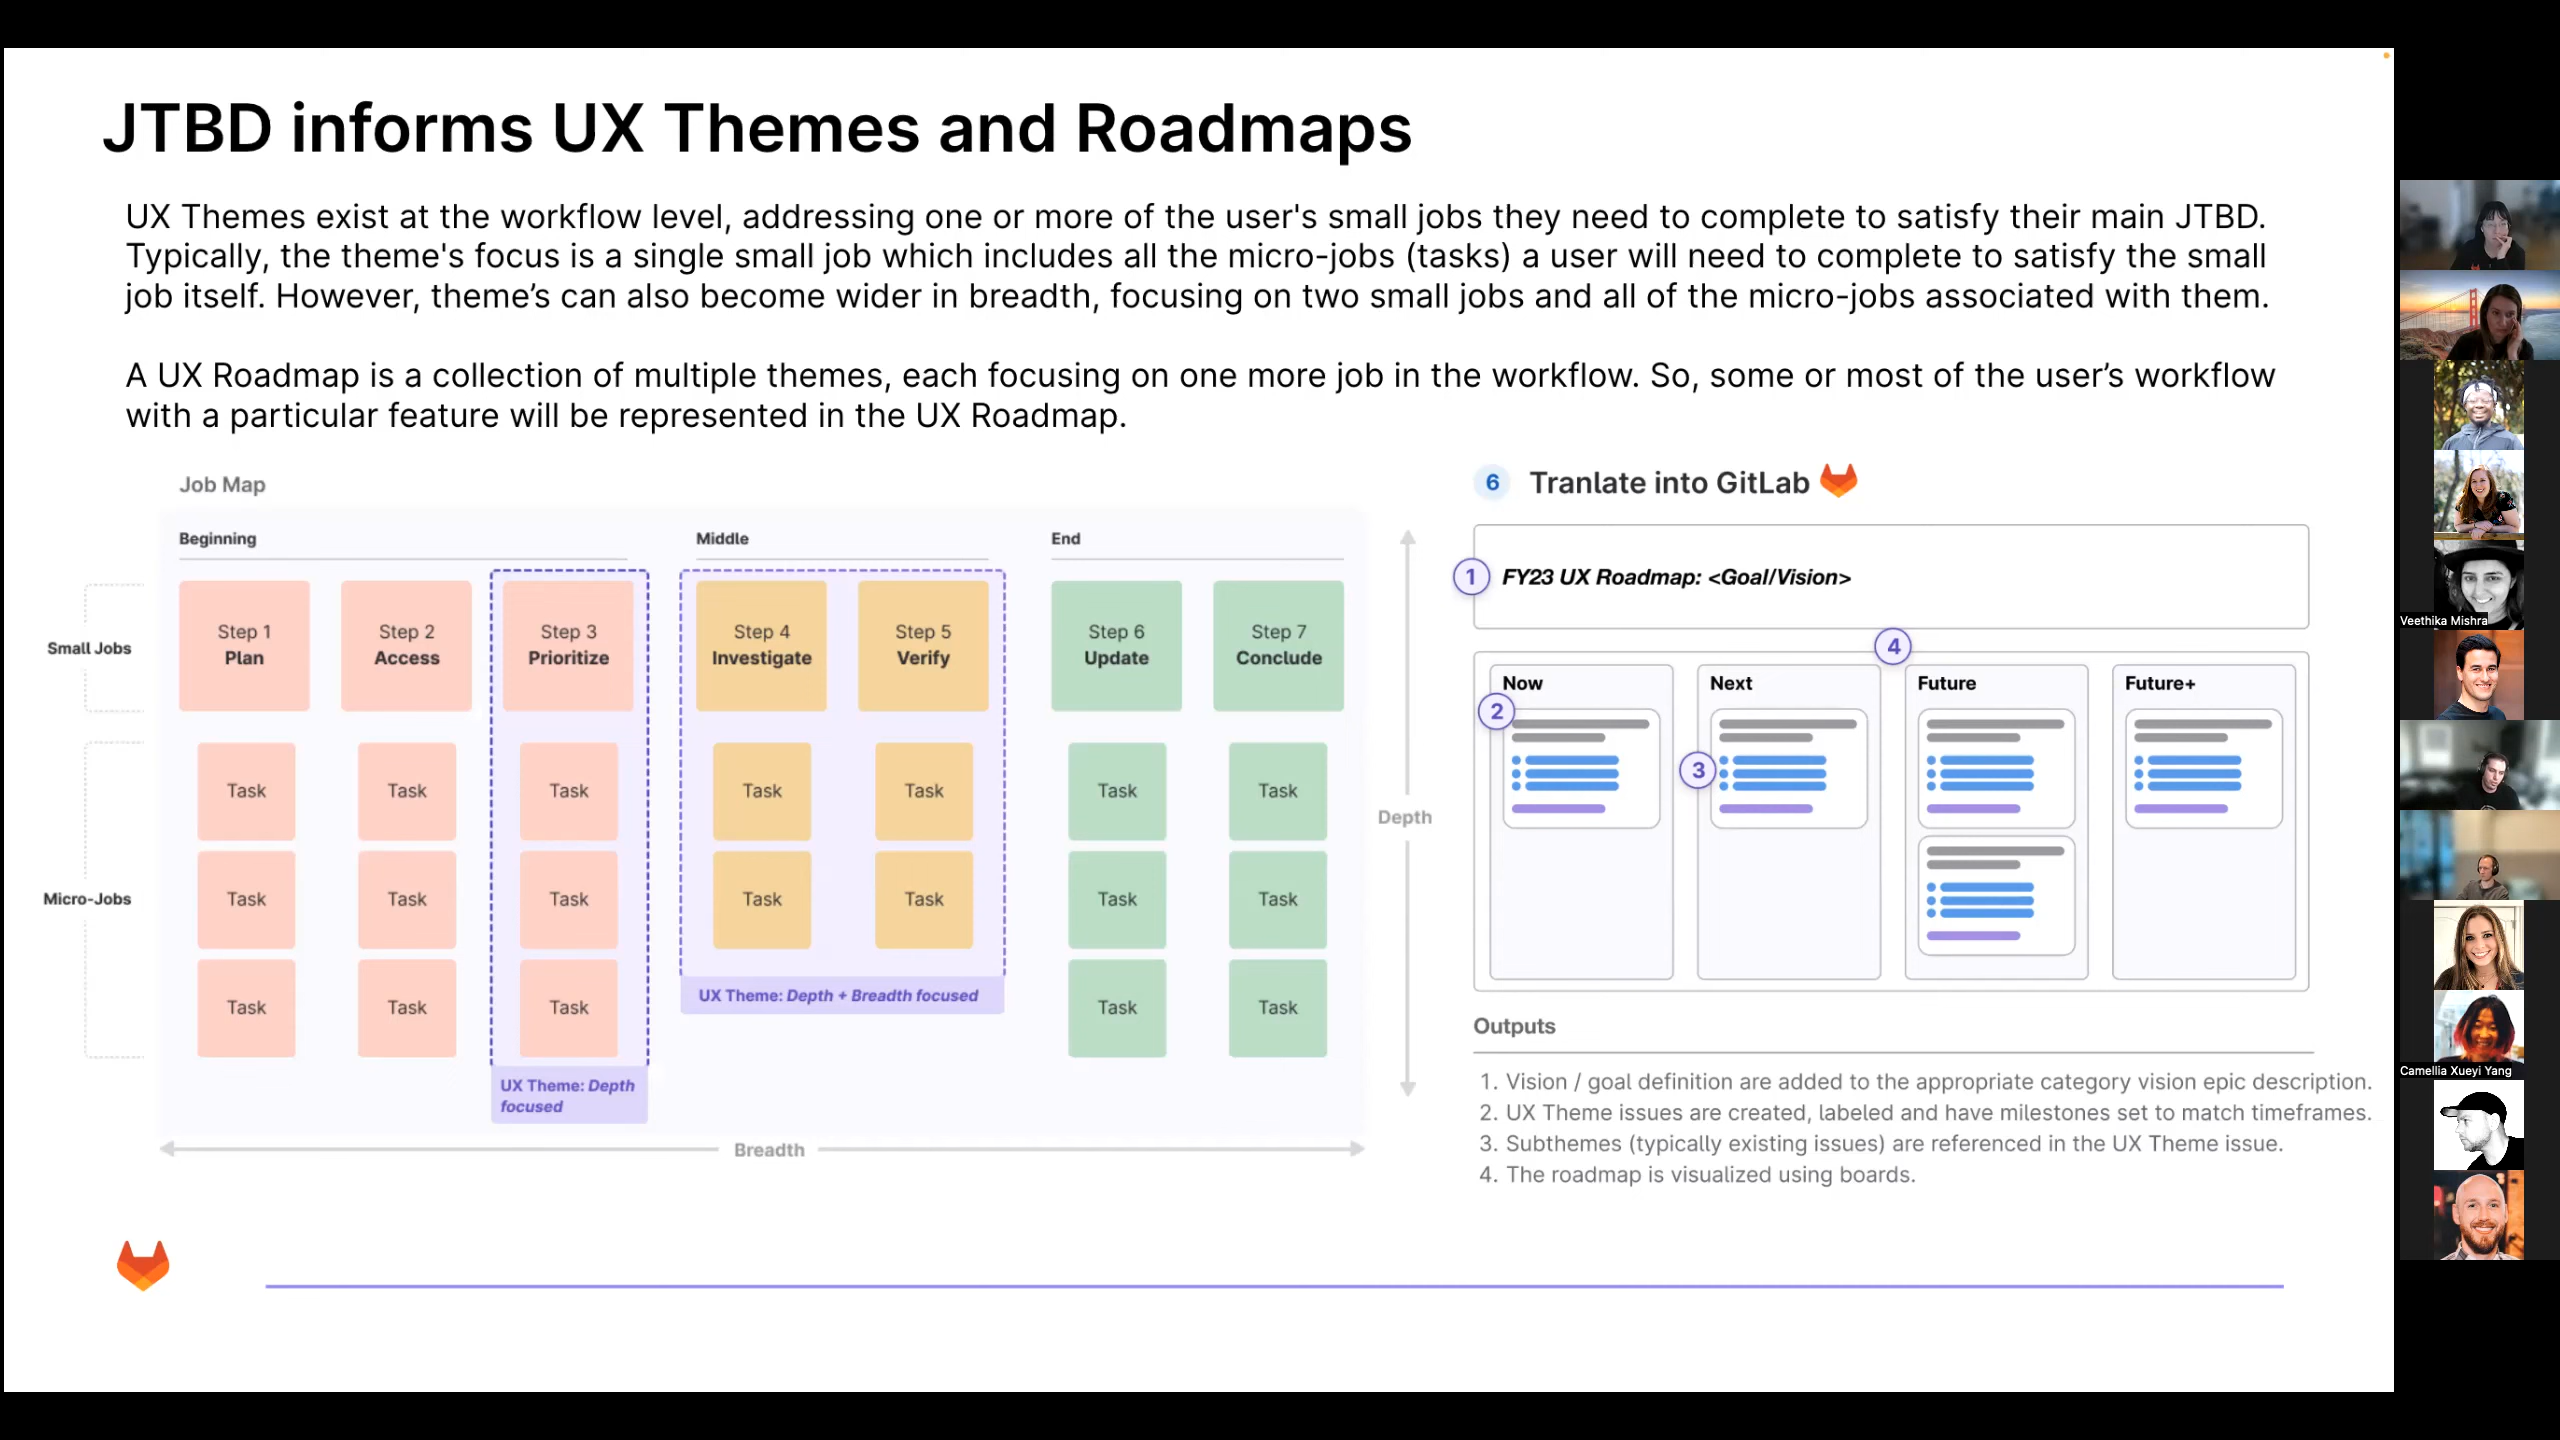 JTBD informs UX Themes and Roadmaps
UX Themes exist at the workflow level, addressing one or more of the user's small jobs they need to complete to satisfy their main JTBD.
Typically, the theme's focus is a single small job which includes all the micro-jobs (tasks) a user will need to complete to satisfy the small
job itself. However, theme’s can also become wider in breadth, focusing on two small jobs and all of the micro-jobs associated with them.
A UX Roadmap is a collection of multiple themes, each focusing on one more job in the workflow. So, some or most of the user’s workflow
with a particular feature will be represented in the UX Roadmap.
Job Map
Beginning
Middle
End
Small Jobs
Step 1
Plan
Step 2
Access
Step 3
Prioritize
Step 4
Investigate
Step 5
Verify
Step 6
Update
Step 7
Conclude
Micro-Jobs
Task Task Task Task Task Task Task
Task Task Task Task Task Task Task
Task Task Task Task Task
UX Theme: Depth + Breadth focused
UX Theme: Depth
focused
Breadth
Depth
6 Tranlate into GitLab
1 FY23 UX Roadmap: <Goal/Vision>
4
Now
Next
Future
Future+
2
3
Outputs
1. Vision / goal definition are added to the appropriate category vision epic description.
2. UX Theme issues are created, labeled and have milestones set to match timeframes.
3. Subthemes (typically existing issues) are referenced in the UX Theme issue.
4. The roadmap is visualized using boards.
Veethika Mishra
Camellia Xueyi Yang